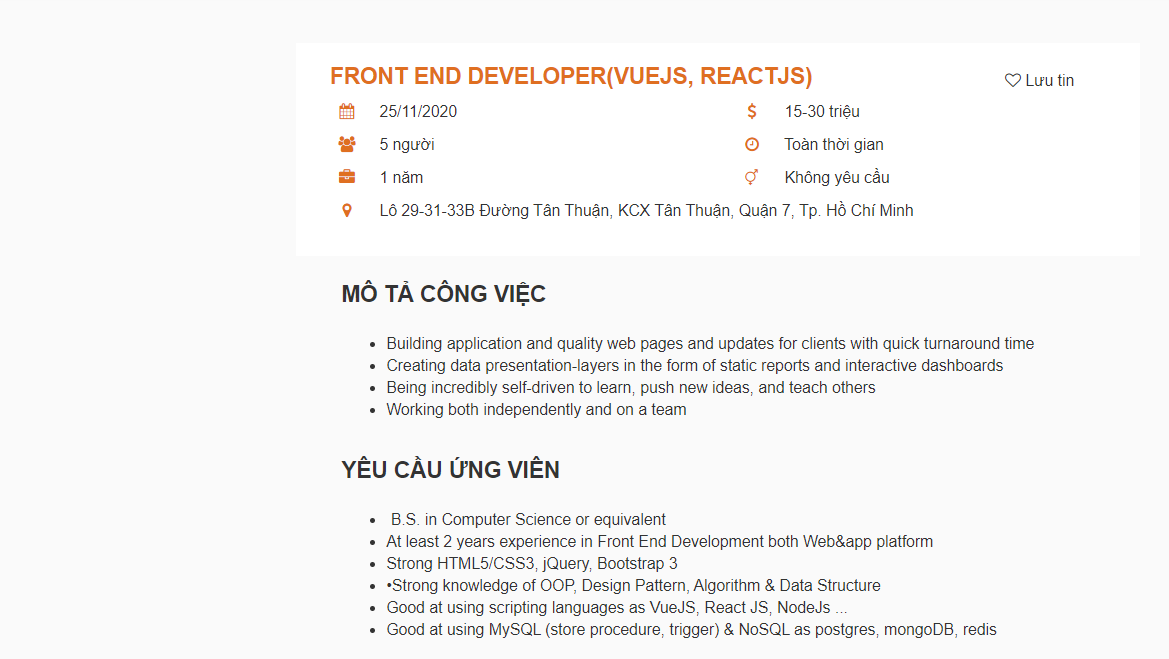 FRONT END DEVELOPER(VUEJS, REACTJS)
Lưu tin
25/11/2020
15-30 triệu
5 người
Toàn thời gian
1 năm
Không yêu cầu
Lô 29-31-33B Đường Tân Thuận, KCX Tân Thuận, Quận 7, Tp. Hồ Chí Minh
MÔ TẢ CÔNG VIỆC
• Building application and quality web pages and updates for clients with quick turnaround time
• Creating data presentation-layers in the form of static reports and interactive dashboards
• Being incredibly self-driven to learn, push new ideas, and teach others
• Working both independently and on a team
YÊU CẦU ỨNG VIÊN
• B.S. in Computer Science or equivalent
• At least 2 years experience in Front End Development both Web&app platform
• Strong HTML5/CSS3, jQuery, Bootstrap 3
• •Strong knowledge of OOP, Design Pattern, Algorithm & Data Structure
• Good at using scripting languages as VueJS, React JS, NodeJs ...
• Good at using MySQL (store procedure, trigger) & NoSQL as postgres, mongoDB, redis